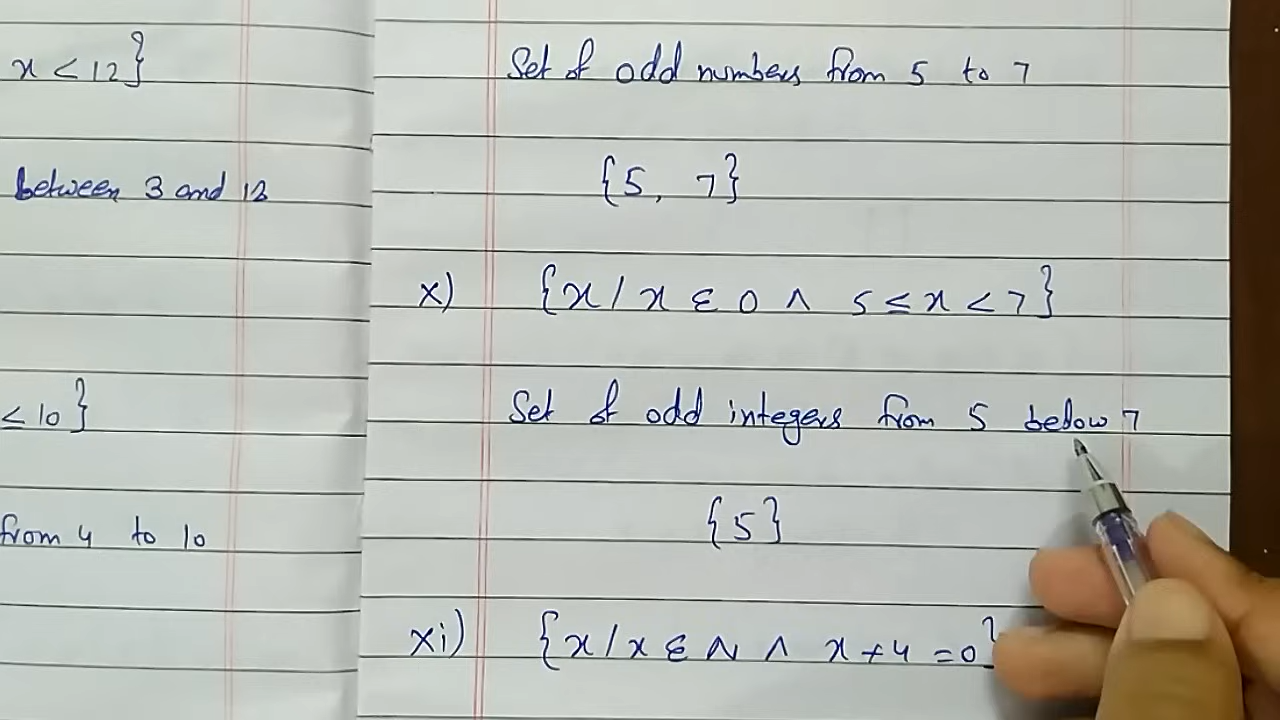 x < 12}
between 3 and 12
≤ 10}
from 4 to 10
Set of odd numbers from 5 to 7
{5, 7}
x) {x / x ε O ∧ 5 ≤ x < 7}
Set of odd integers from 5 below 7
{5}
xi) {x / x ε N ∧ x + 4 = 0}